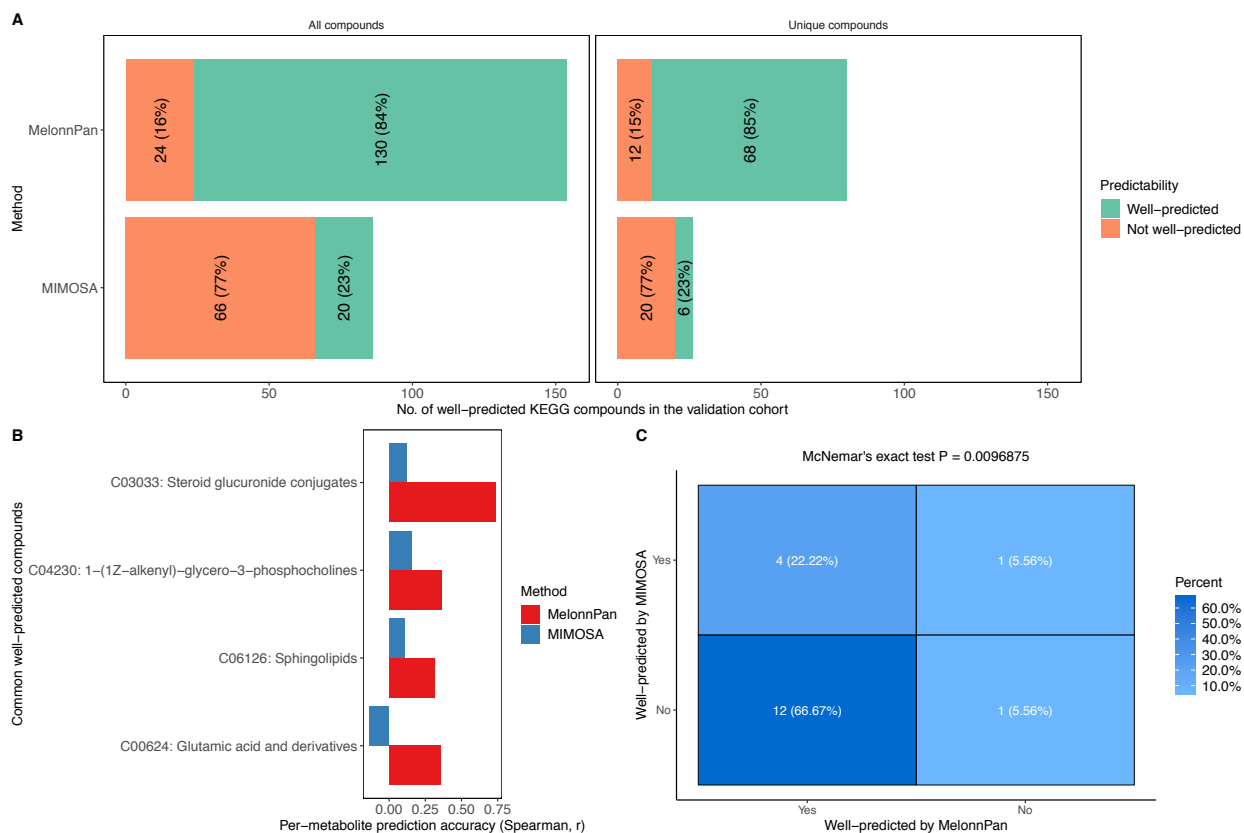 A
All compounds
Unique compounds
MelonnPan
MIMOSA
Method
24 (16%)
130 (84%)
66 (77%)
20 (23%)
12 (15%)
68 (85%)
20 (77%)
6 (23%)
0
50
100
150
0
50
100
150
No. of well−predicted KEGG compounds in the validation cohort
Predictability
Well−predicted
Not well−predicted
B
Common well−predicted compounds
C03033: Steroid glucuronide conjugates
C04230: 1−(1Z−alkenyl)−glycero−3−phosphocholines
C06126: Sphingolipids
C00624: Glutamic acid and derivatives
0.00
0.25
0.50
0.75
Per−metabolite prediction accuracy (Spearman, r)
Method
MelonnPan
MIMOSA
C
McNemar's exact test P = 0.0096875
Well−predicted by MIMOSA
Yes
No
4 (22.22%)
1 (5.56%)
12 (66.67%)
1 (5.56%)
Yes
No
Well−predicted by MelonnPan
Percent
60.0%
50.0%
40.0%
30.0%
20.0%
10.0%